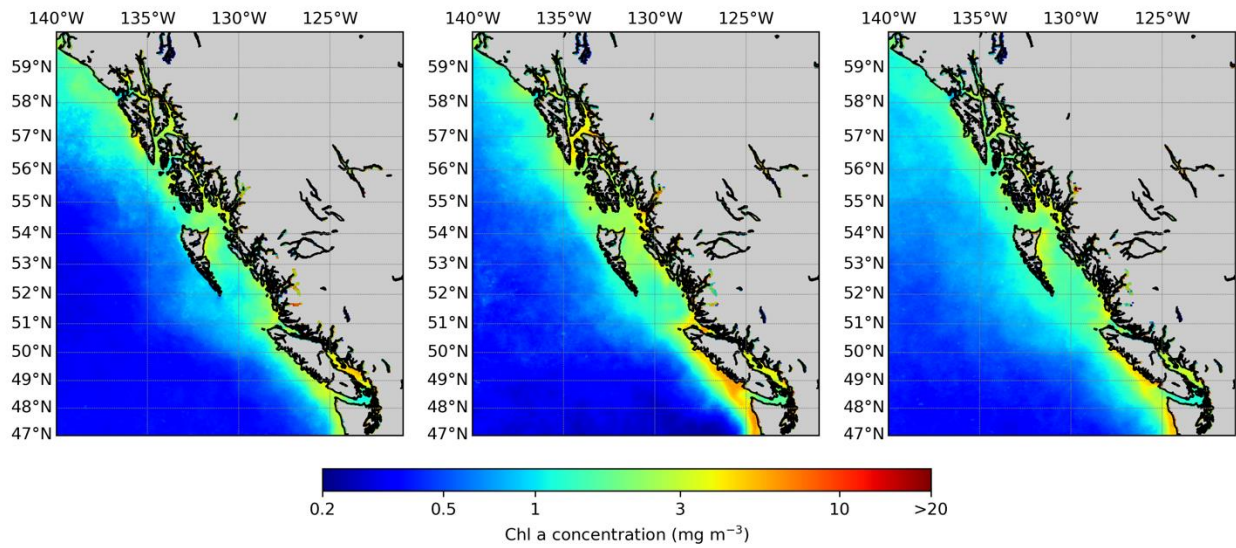 140°W 135°W 130°W 125°W 140°W 135°W 130°W 125°W 140°W 135°W 130°W 125°W
59°N 59°N 59°N
58°N 58°N 58°N
57°N 57°N 57°N
56°N 56°N 56°N
55°N 55°N 55°N
54°N 54°N 54°N
53°N 53°N 53°N
52°N 52°N 52°N
51°N 51°N 51°N
50°N 50°N 50°N
49°N 49°N 49°N
48°N 48°N 48°N
47°N 47°N 47°N
0.2 0.5 1 3 10 >20
Chl a concentration (mg m⁻³)